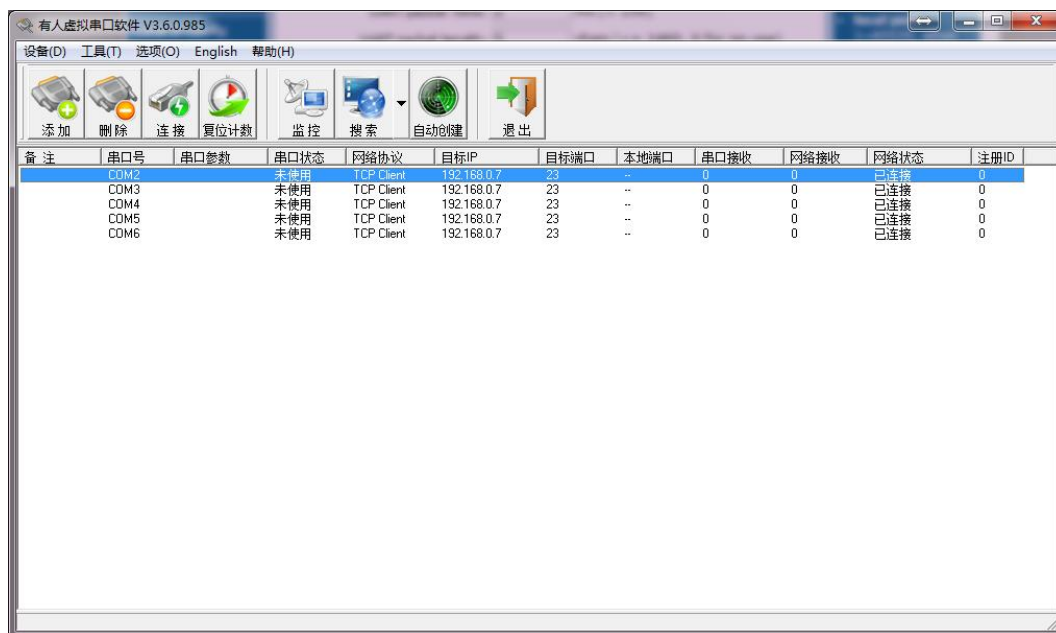 有人虚拟串口软件 V3.6.0.985
设备(D) 工具(T) 选项(O) English 帮助(H)
添加 删除 连接 复位计数 监控 搜索 自动创建 退出
备注 串口号 串口参数 串口状态 网络协议 目标IP 目标端口 本地端口 串口接收 网络接收 网络状态 注册ID
COM2 未使用 TCP Client 192.168.0.7 23 -- 0 0 已连接 0
COM3 未使用 TCP Client 192.168.0.7 23 -- 0 0 已连接 0
COM4 未使用 TCP Client 192.168.0.7 23 -- 0 0 已连接 0
COM5 未使用 TCP Client 192.168.0.7 23 -- 0 0 已连接 0
COM6 未使用 TCP Client 192.168.0.7 23 -- 0 0 已连接 0